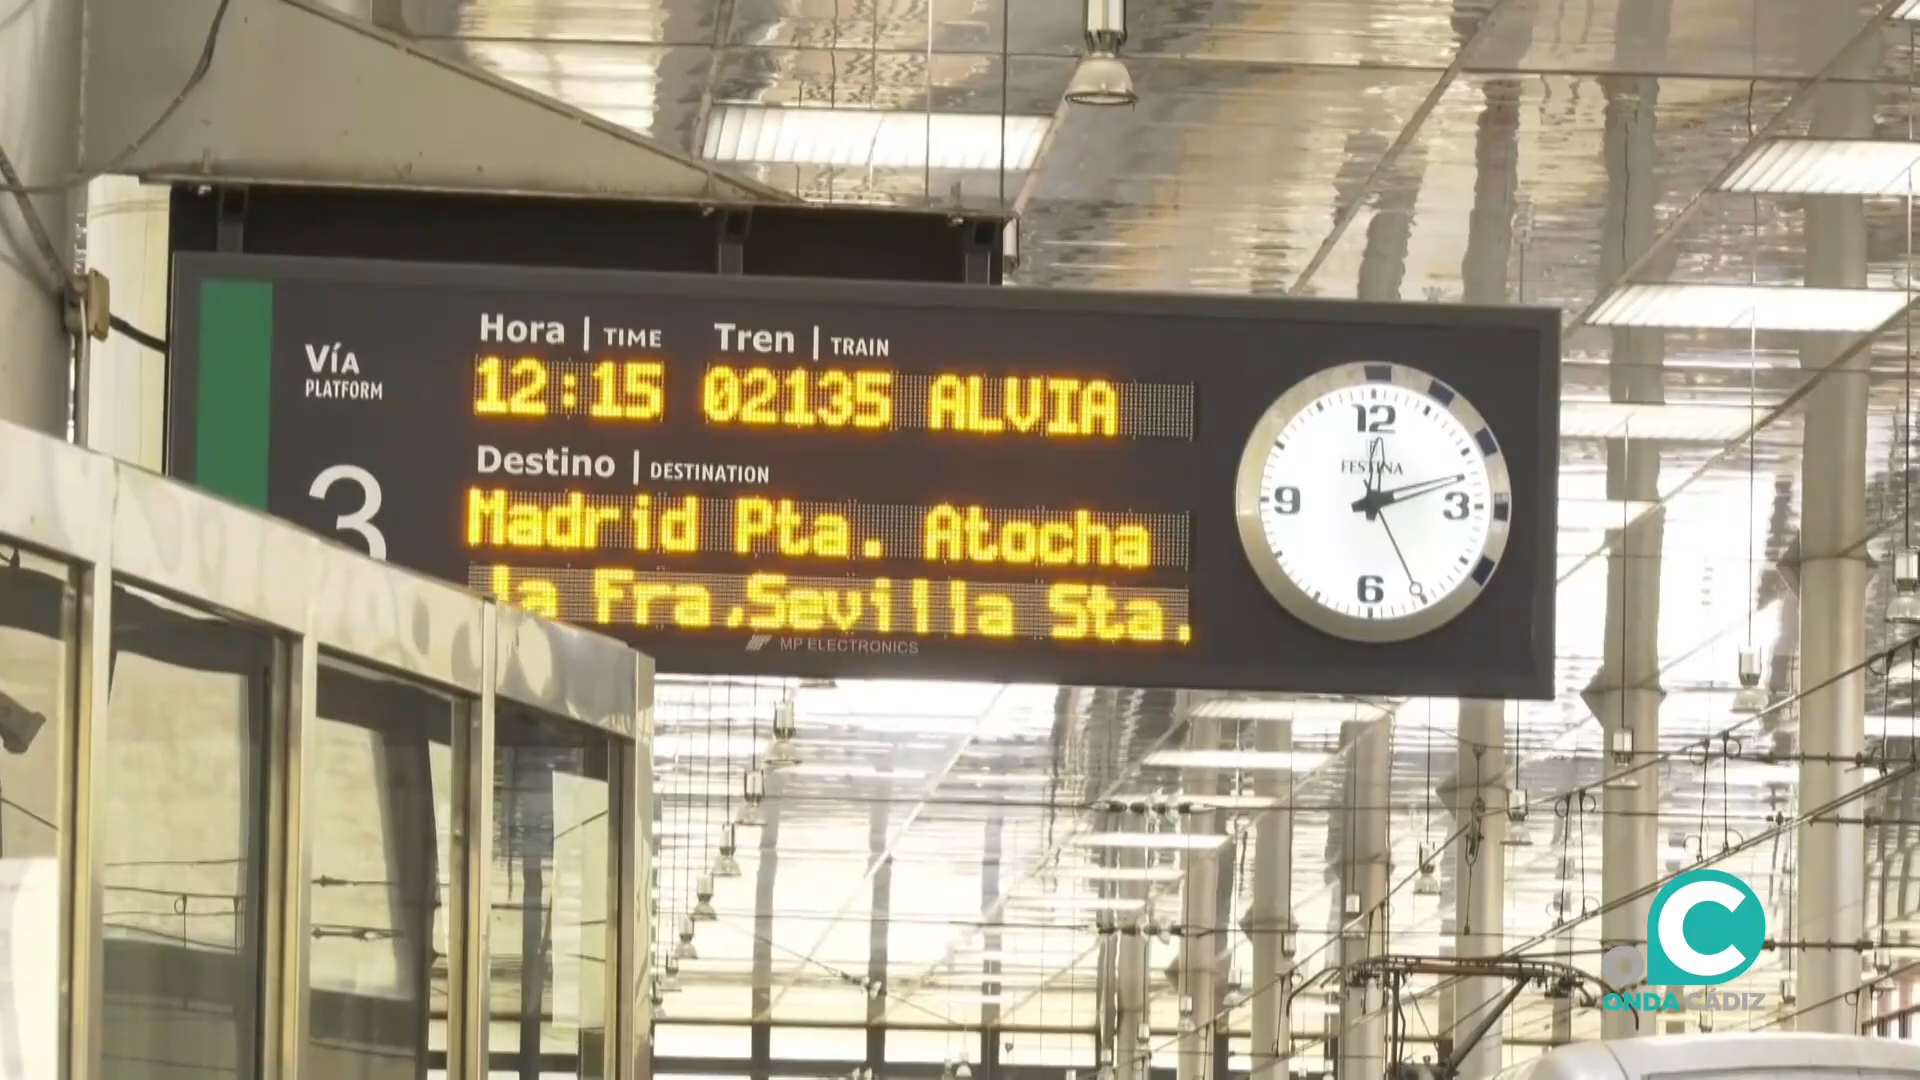 Hora | TIME Tren | TRAIN
VÍA
PLATFORM
12:15 02135 ALVIA
Destino | DESTINATION
3
Madrid Pta. Atocha
la Fra,Sevilla Sta.
MP ELECTRONICS
12
FESTINA
9 3
6
ONDA CÁDIZ